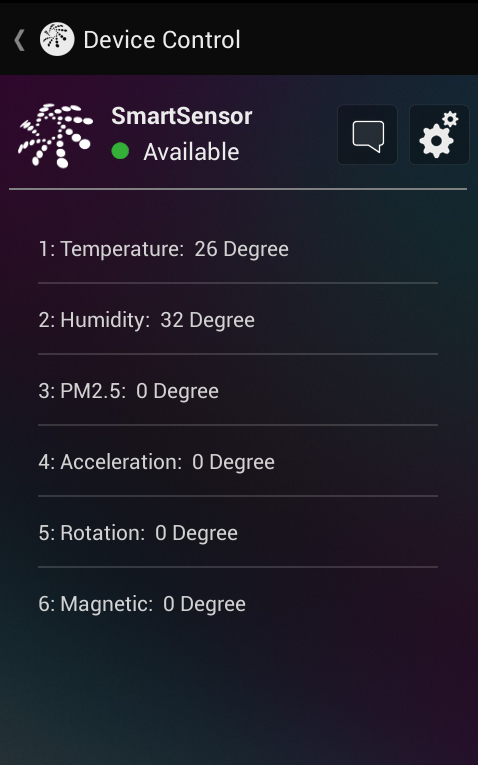 Device Control
SmartSensor
Available
1: Temperature: 26 Degree
2: Humidity: 32 Degree
3: PM2.5: 0 Degree
4: Acceleration: 0 Degree
5: Rotation: 0 Degree
6: Magnetic: 0 Degree